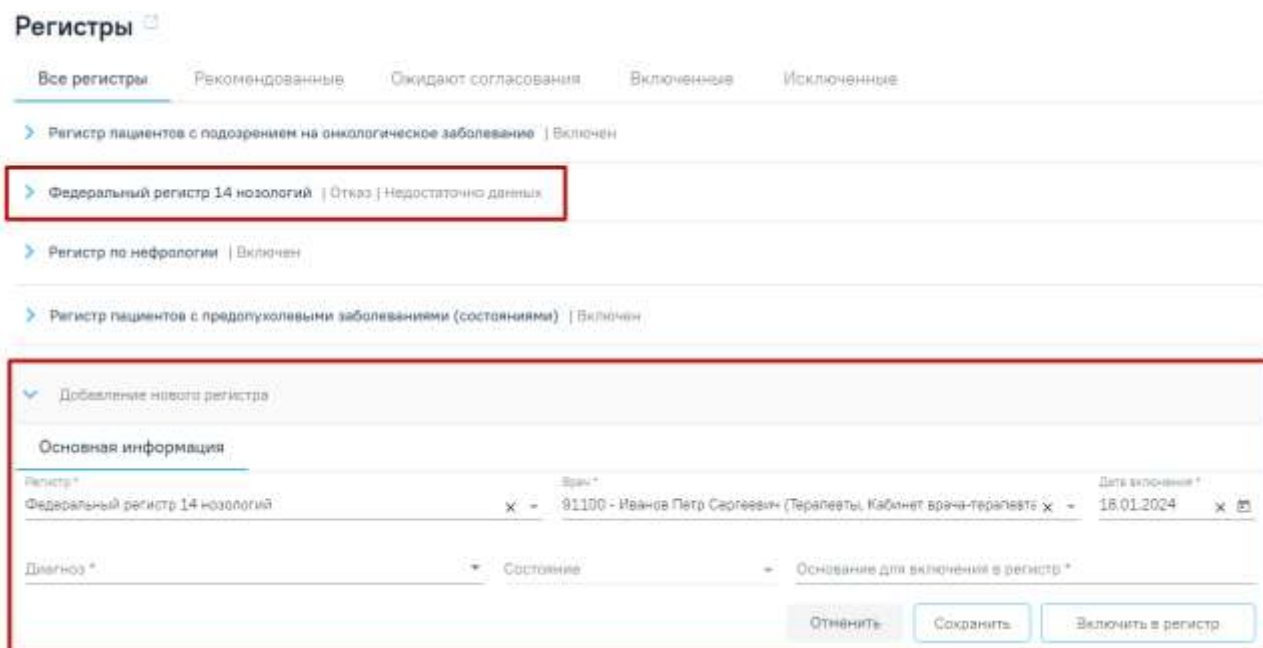 Регистры
Все регистры Рекомендованные Ожидают согласования Включенные Исключенные
Регистр пациентов с подозрением на онкологическое заболевание | Включен
Федеральный регистр 14 нозологий | Отказ | Недостаточно данных
Регистр по нефрологии | Включен
Регистр пациентов с предопухолевыми заболеваниями (состояниями) | Включен
Добавление нового регистра
Основная информация
Регистр * Врач * Дата включения *
Федеральный регистр 14 нозологий 91100 - Иванов Петр Сергеевич (Терапевты, Кабинет врача-терапевта 18.01.2024
Диагноз * Состояние Основание для включения в регистр *
Отменить Сохранить Включить в регистр